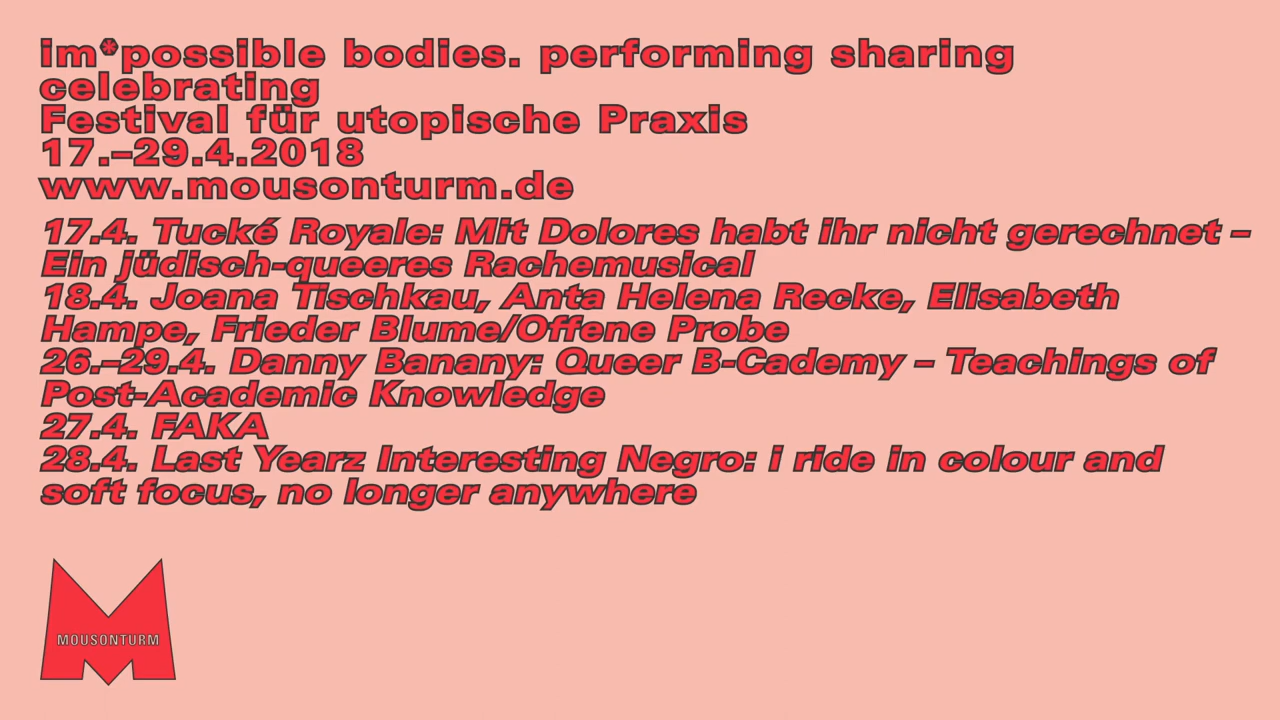 im*possible bodies. performing sharing
celebrating
Festival für utopische Praxis
17.–29.4.2018
www.mousonturm.de
17.4. Tucké Royale: Mit Dolores habt ihr nicht gerechnet –
Ein jüdisch-queeres Rachemusical
18.4. Joana Tischkau, Anta Helena Recke, Elisabeth
Hampe, Frieder Blume/Offene Probe
26.–29.4. Danny Banany: Queer B-Cademy – Teachings of
Post-Academic Knowledge
27.4. FAKA
28.4. Last Yearz Interesting Negro: i ride in colour and
soft focus, no longer anywhere
MOUSONTURM